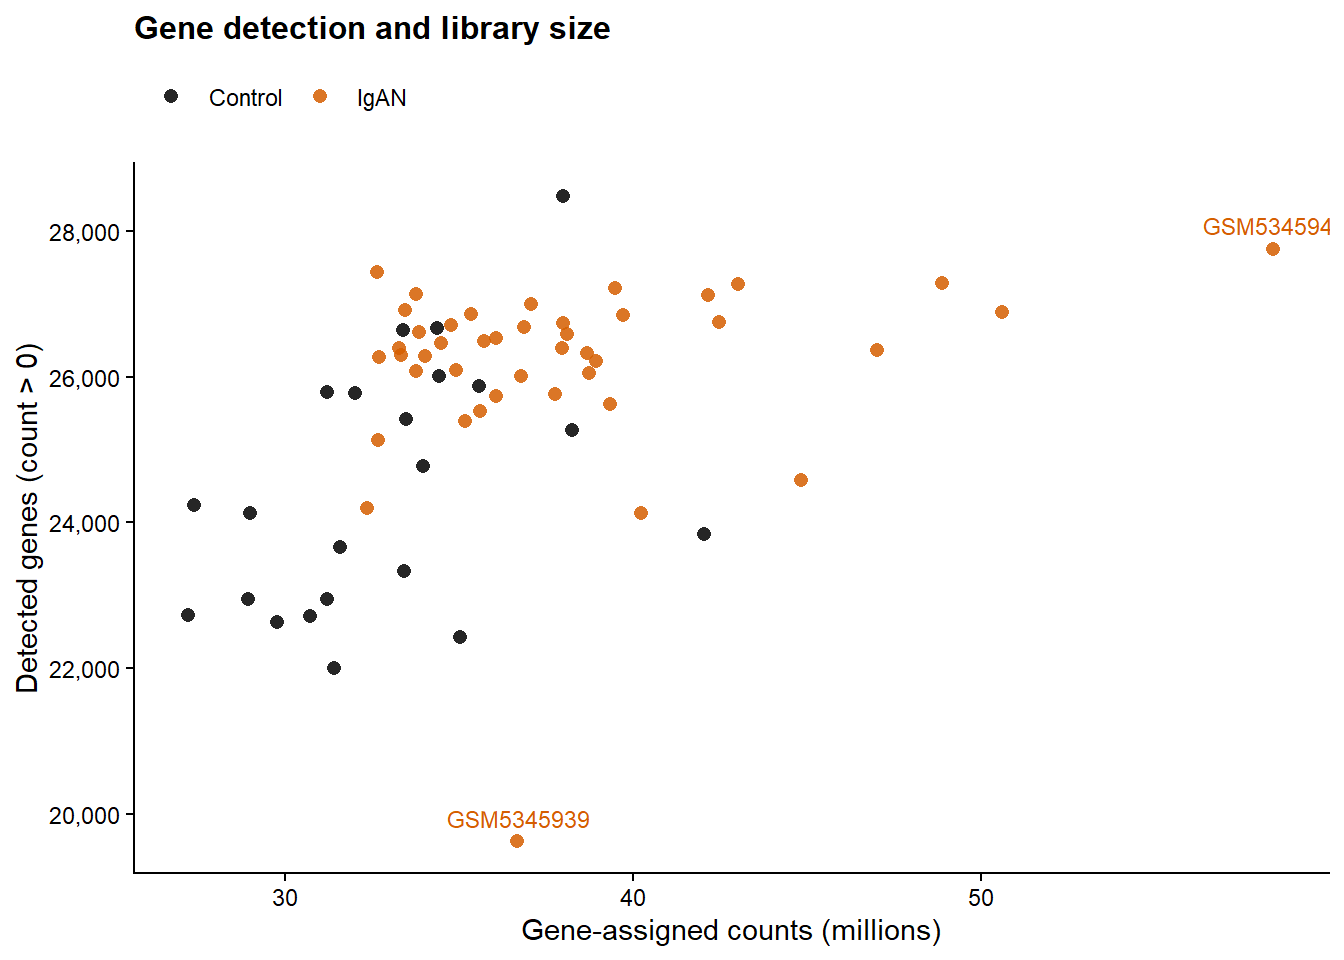 Gene detection and library size
Control
IgAN
Detected genes (count > 0)
28,000
26,000
24,000
22,000
20,000
GSM534594
GSM5345939
30
40
50
Gene-assigned counts (millions)